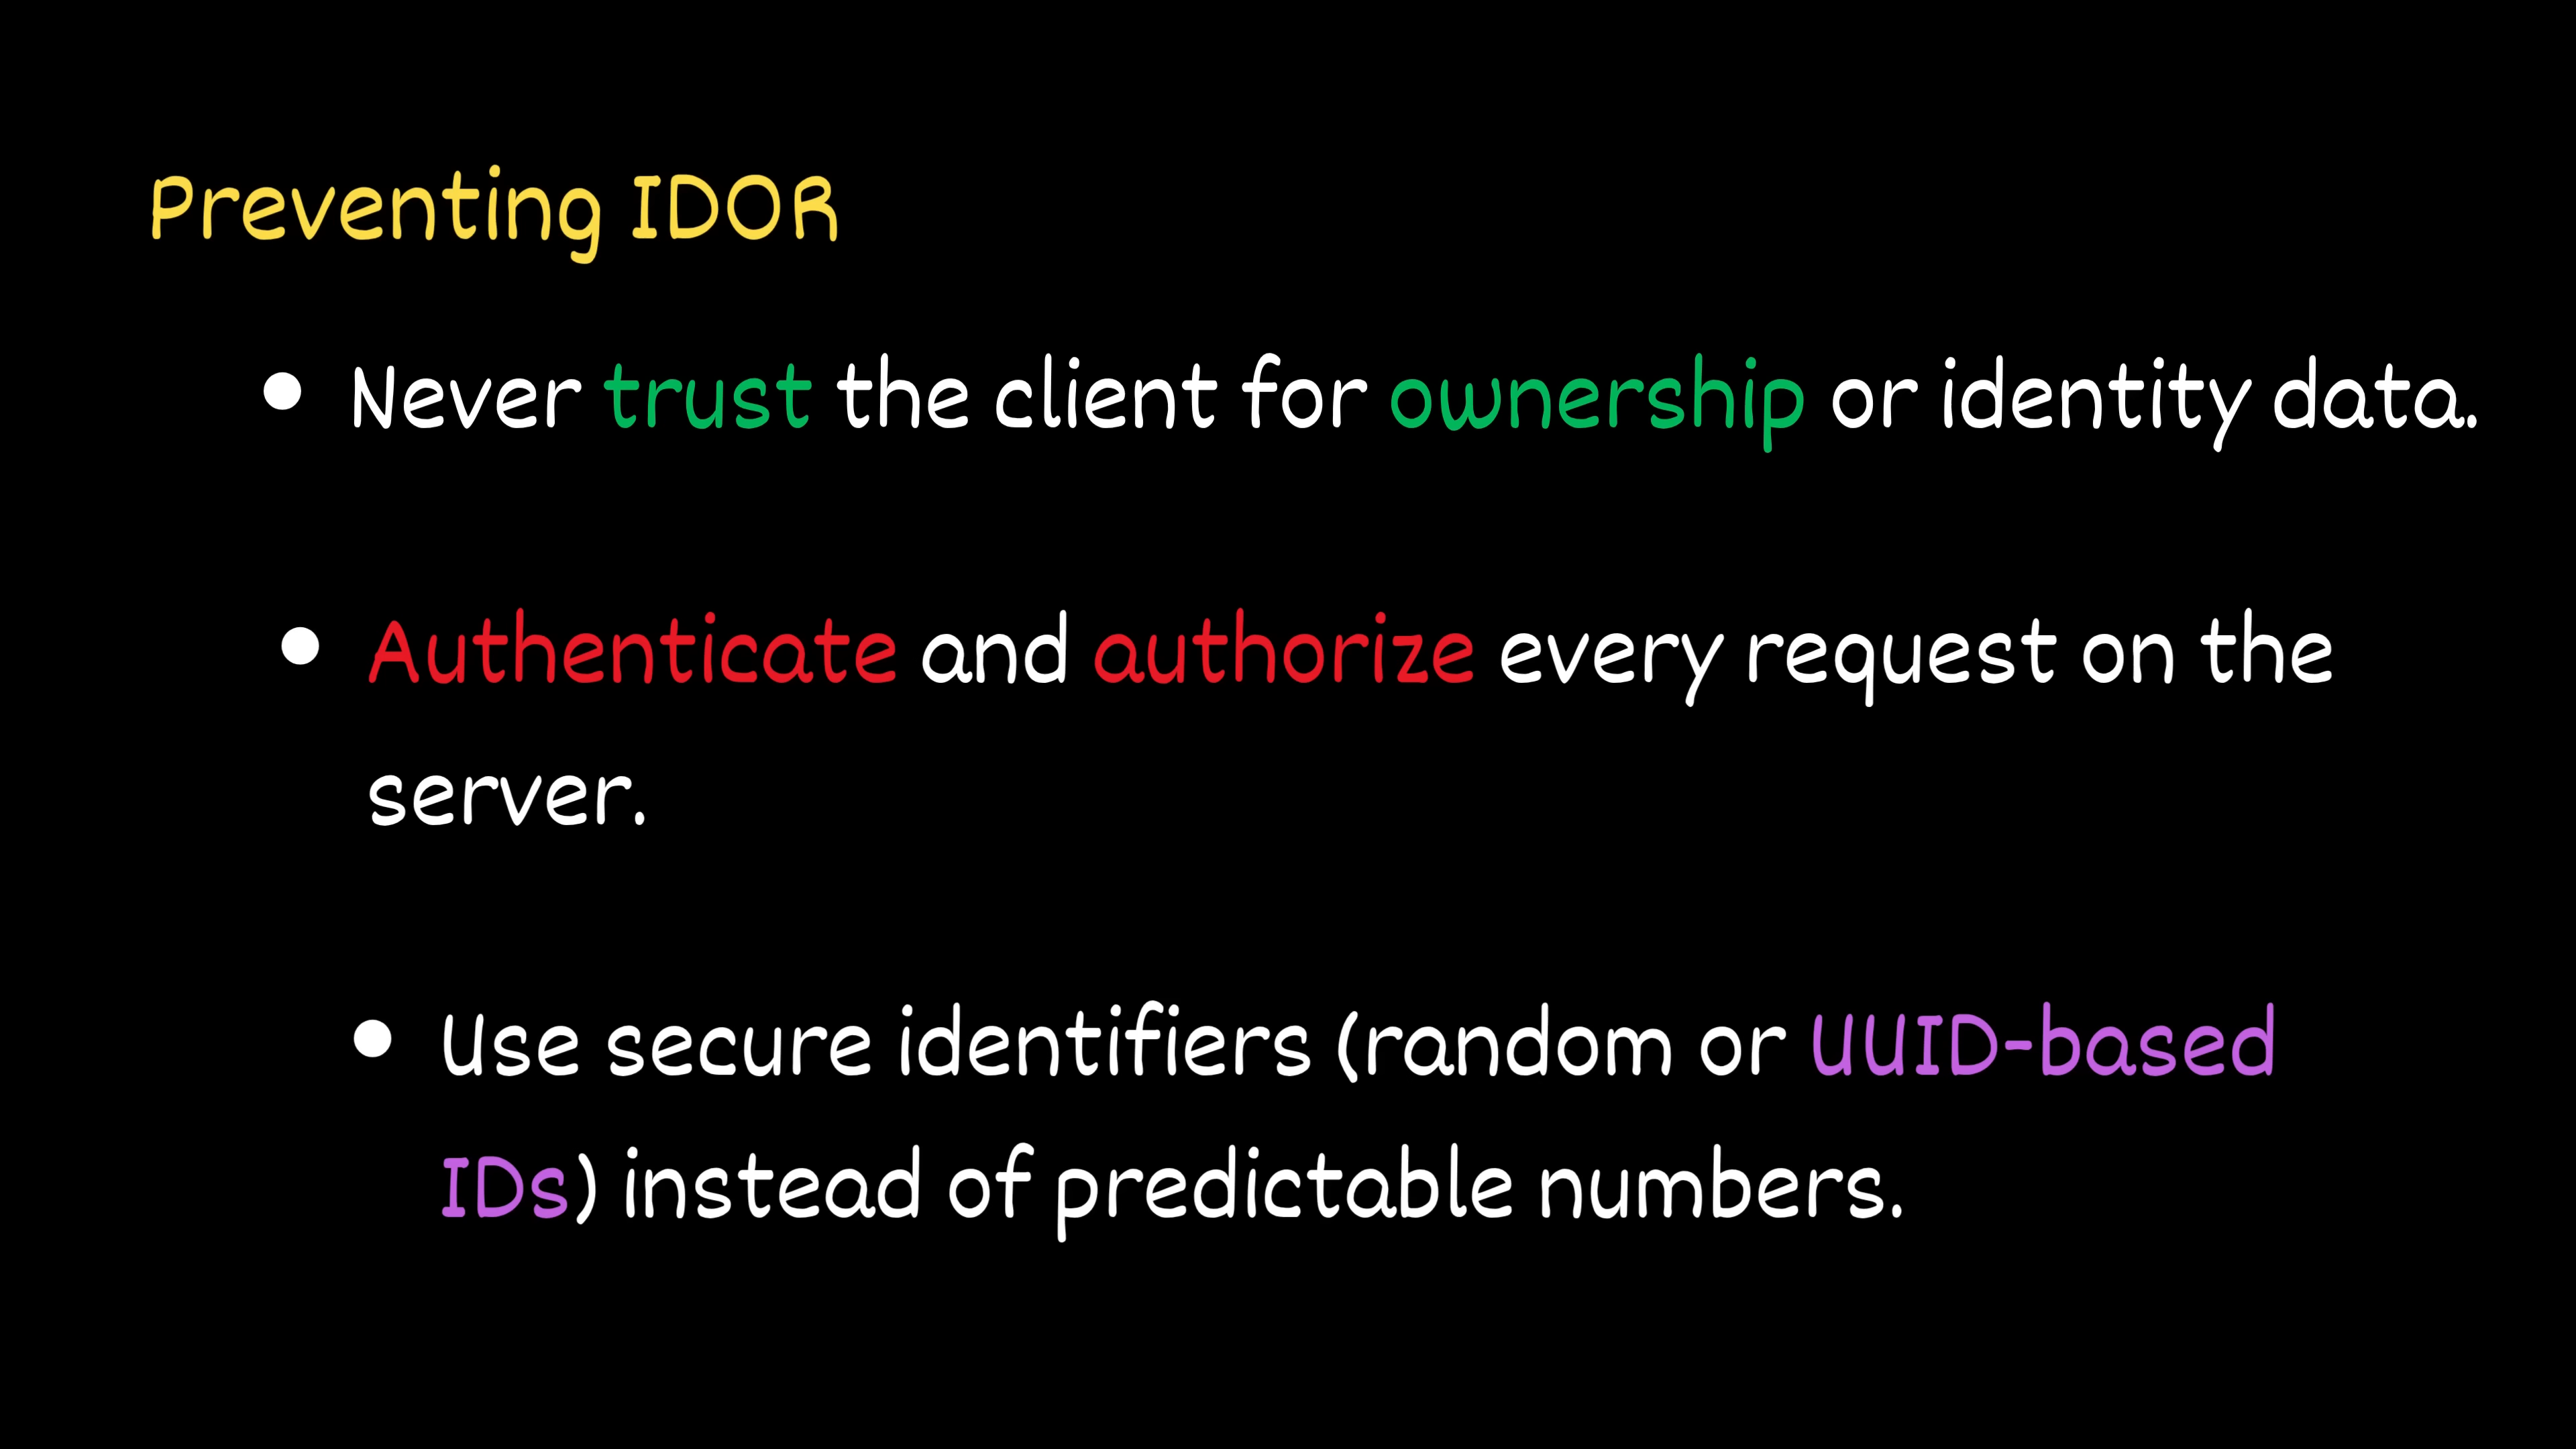 Preventing IDOR
• Never trust the client for ownership or identity data.
• Authenticate and authorize every request on the
server.
• Use secure identifiers (random or UUID-based
IDs) instead of predictable numbers.